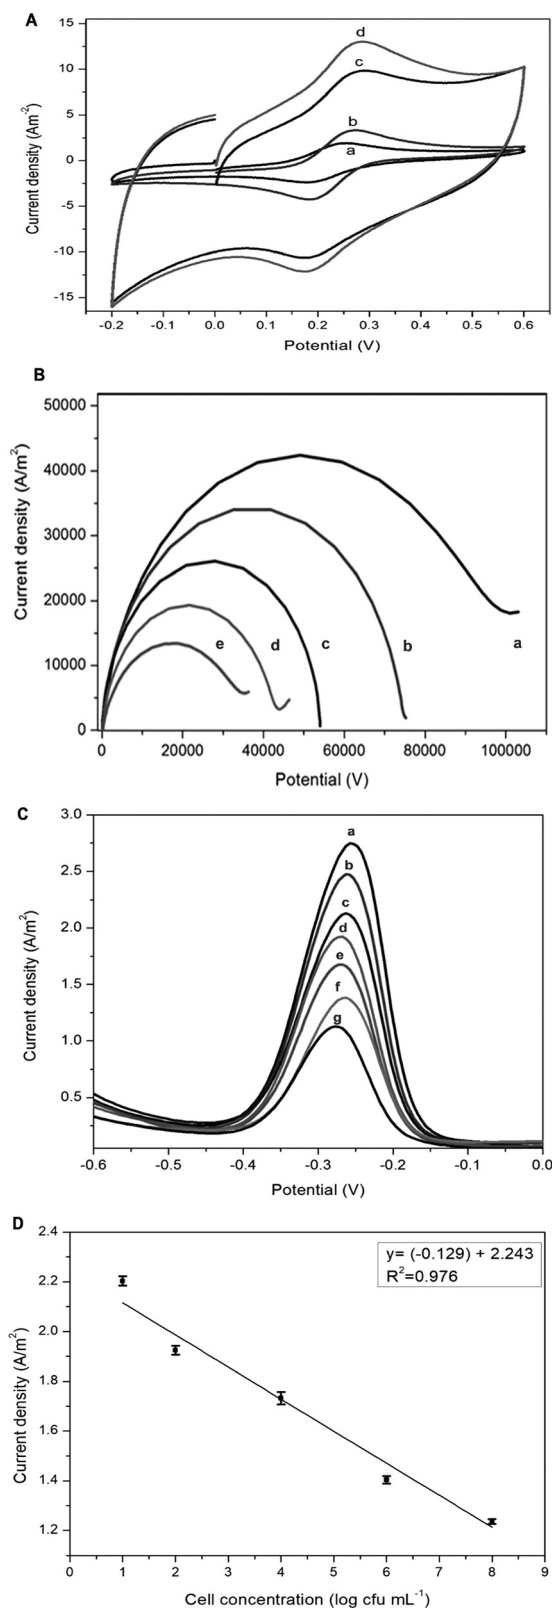 A
15
10
5
0
-5
-10
-15
Current density (Am⁻²)
d
c
b
a
-0.2 -0.1 0.0 0.1 0.2 0.3 0.4 0.5 0.6
Potential (V)
B
50000
40000
30000
20000
10000
0
Current density (A/m²)
e d c b a
0 20000 40000 60000 80000 100000
Potential (V)
C
3.0
2.5
2.0
1.5
1.0
0.5
Current density (A/m²)
a
b
c
d
e
f
g
-0.6 -0.5 -0.4 -0.3 -0.2 -0.1 0.0
Potential (V)
D
2.4
2.2
2.0
1.8
1.6
1.4
1.2
Current density (A/m²)
y= (-0.129) + 2.243
R²=0.976
0 1 2 3 4 5 6 7 8 9
Cell concentration (log cfu mL⁻¹)